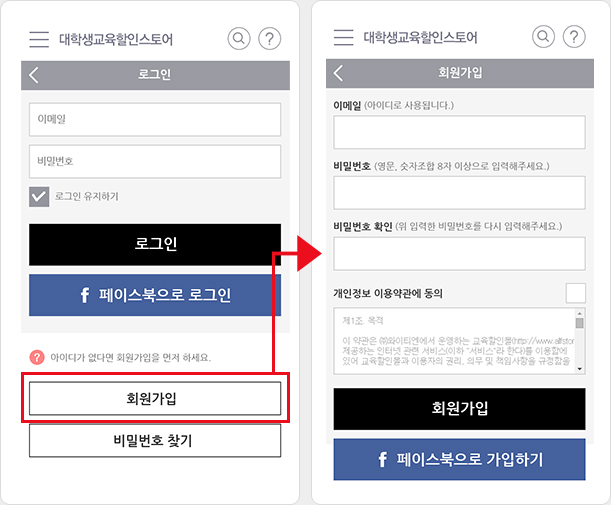 대학생교육할인스토어
로그인
이메일
비밀번호
로그인 유지하기
로그인
f 페이스북으로 로그인
? 아이디가 없다면 회원가입을 먼저 하세요.
회원가입
비밀번호 찾기
대학생교육할인스토어
회원가입
이메일 (아이디로 사용됩니다.)
비밀번호 (영문, 숫자조합 8자 이상으로 입력해주세요.)
비밀번호 확인 (위 입력한 비밀번호를 다시 입력해주세요.)
개인정보 이용약관에 동의
제1조. 목적
이 약관은 ㈜와이티엔에서 운영하는 교육할인몰(http://www.allstor
제공하는 인터넷 관련 서비스(이하 "서비스"라 한다)를 이용함에
있어 교육할인몰과 이용자의 권리, 의무 및 책임사항을 규정함을
회원가입
f 페이스북으로 가입하기